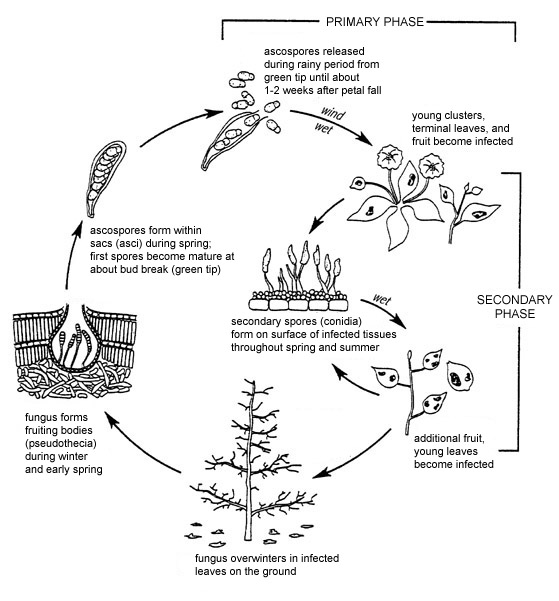 PRIMARY PHASE
ascospores released
during rainy period from
green tip until about
1-2 weeks after petal fall
wind
wet
young clusters,
terminal leaves, and
fruit become infected
ascospores form within
sacs (asci) during spring;
first spores become mature at
about bud break (green tip)
wet
SECONDARY
PHASE
secondary spores (conidia)
form on surface of infected tissues
throughout spring and summer
fungus forms
fruiting bodies
(pseudothecia)
during winter
and early spring
additional fruit,
young leaves
become infected
fungus overwinters in infected
leaves on the ground